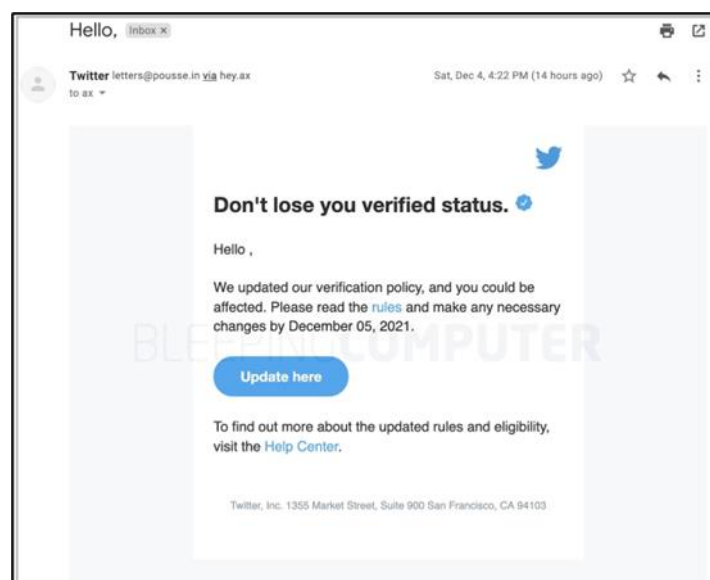 Hello, Inbox ×
Twitter letters@pousse.in via hey.ax Sat, Dec 4, 4:22 PM (14 hours ago)
to ax
Don't lose you verified status.
Hello ,
We updated our verification policy, and you could be
affected. Please read the rules and make any necessary
changes by December 05, 2021.
BLEEPINGCOMPUTER
Update here
To find out more about the updated rules and eligibility,
visit the Help Center.
Twitter, Inc. 1355 Market Street, Suite 900 San Francisco, CA 94103